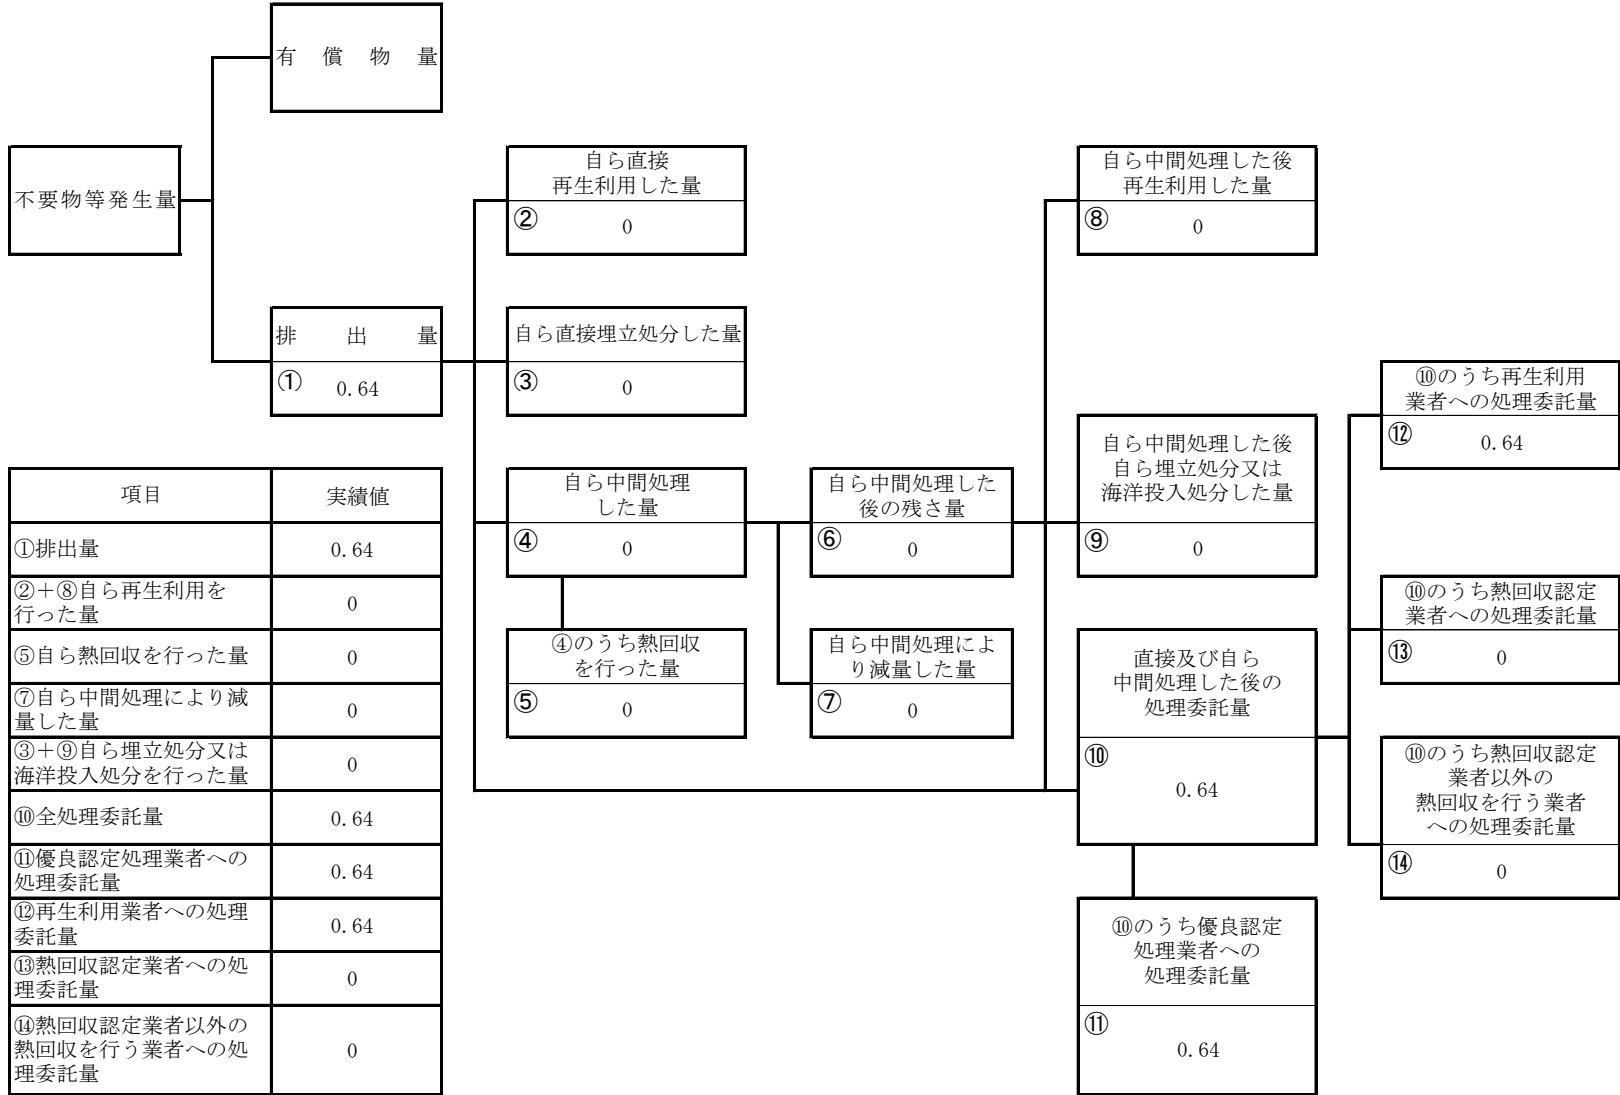 有償物量
不要物等発生量
排出量
① 0.64
自ら直接
再生利用した量
② 0
自ら直接埋立処分した量
③ 0
自ら中間処理
した量
④ 0
④のうち熱回収
を行った量
⑤ 0
自ら中間処理した
後の残さ量
⑥ 0
自ら中間処理によ
り減量した量
⑦ 0
自ら中間処理した後
再生利用した量
⑧ 0
自ら中間処理した後
自ら埋立処分又は
海洋投入処分した量
⑨ 0
直接及び自ら
中間処理した後の
処理委託量
⑩
0.64
⑩のうち優良認定
処理業者への
処理委託量
⑪
0.64
⑩のうち再生利用
業者への処理委託量
⑫ 0.64
⑩のうち熱回収認定
業者への処理委託量
⑬ 0
⑩のうち熱回収認定
業者以外の
熱回収を行う業者
への処理委託量
⑭ 0
項目 実績値
①排出量 0.64
②+⑧自ら再生利用を
行った量 0
⑤自ら熱回収を行った量 0
⑦自ら中間処理により減
量した量 0
③+⑨自ら埋立処分又は
海洋投入処分を行った量 0
⑩全処理委託量 0.64
⑪優良認定処理業者への
処理委託量 0.64
⑫再生利用業者への処理
委託量 0.64
⑬熱回収認定業者への処
理委託量 0
⑭熱回収認定業者以外の
熱回収を行う業者への処
理委託量 0